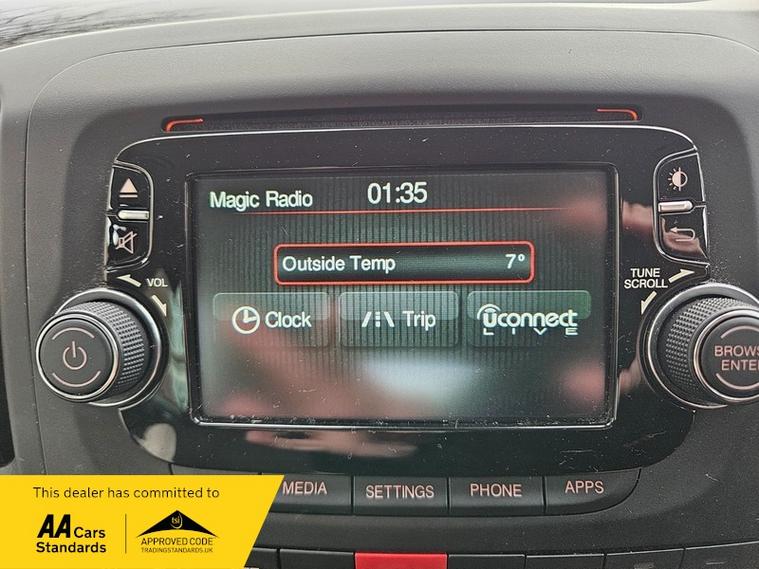 Magic Radio 01:35
Outside Temp 7°
Clock Trip uconnect
LIVE
VOL
TUNE
SCROLL
BROWSE
ENTER
MEDIA SETTINGS PHONE APPS
This dealer has committed to
AA Cars
Standards
tsi
APPROVED CODE
TRADINGSTANDARDS.UK